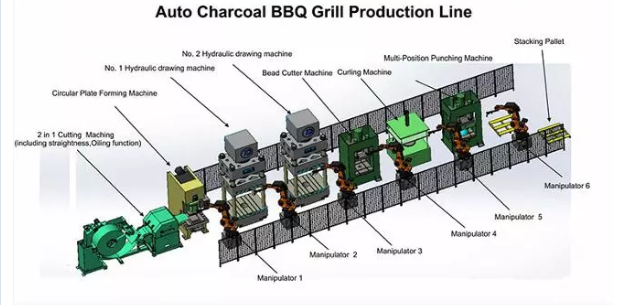 Auto Charcoal BBQ Grill Production Line
Stacking Pallet
No. 2 Hydraulic drawing machine
Multi-Position Punching Machine
No. 1 Hydraulic drawing machine
Bead Cutter Machine
Curling Machine
Circular Plate Forming Machine
2 in 1 Cutting Maching
(including straightness,Oiling function)
Manipulator 6
Manipulator 5
Manipulator 4
Manipulator 3
Manipulator 2
Manipulator 1